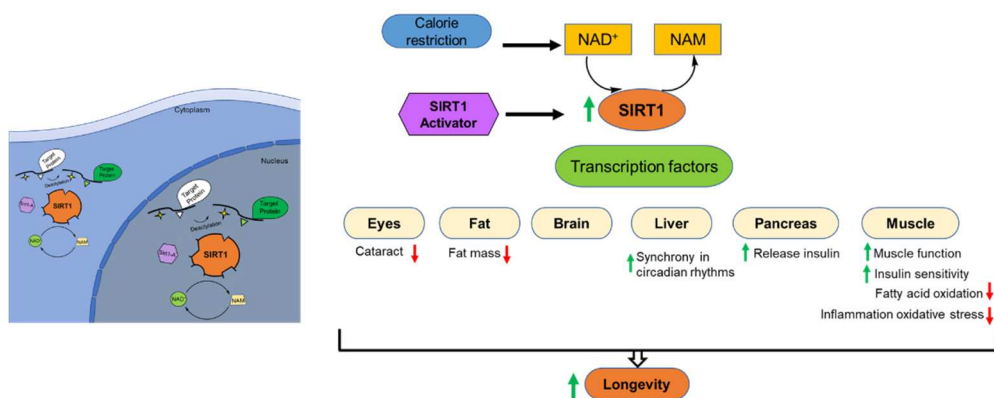 Cytoplasm
Target
Protein
Target
Protein
Deacetylation
SIRT1
Sirt1-A
NAD
NAM
Nucleus
Target
Protein
Target
Protein
Deacetylation
SIRT1
Sirt1-A
NAD⁺
NAM
Calorie
restriction
NAD⁺
NAM
SIRT1
Activator
SIRT1
Transcription factors
Eyes
Fat
Brain
Liver
Pancreas
Muscle
Cataract
Fat mass
Synchrony in
circadian rhythms
Release insulin
Muscle function
Insulin sensitivity
Fatty acid oxidation
Inflammation oxidative stress
Longevity